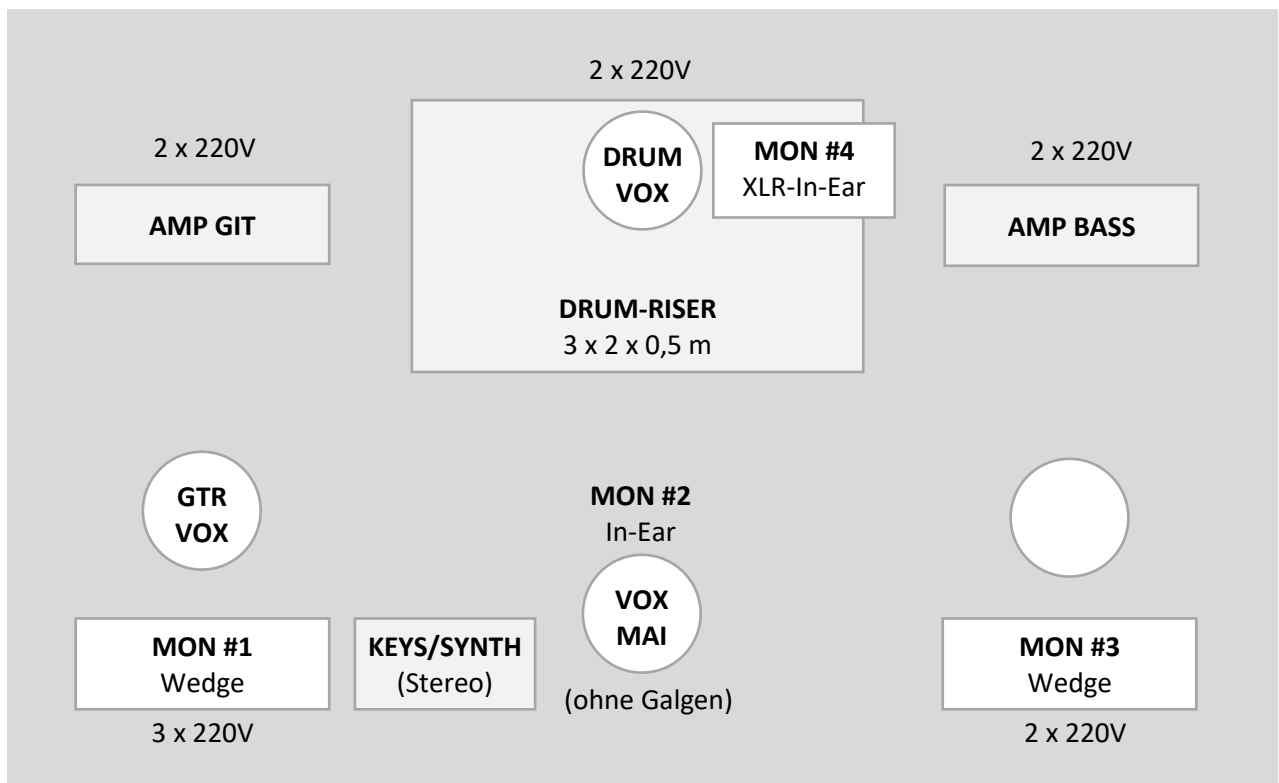 2 x 220V
2 x 220V
2 x 220V
DRUM
VOX
MON #4
XLR-In-Ear
AMP GIT
AMP BASS
DRUM-RISER
3 x 2 x 0,5 m
GTR
VOX
MON #2
In-Ear
VOX
MAI
MON #1
Wedge
KEYS/SYNTH
(Stereo)
(ohne Galgen)
MON #3
Wedge
3 x 220V
2 x 220V